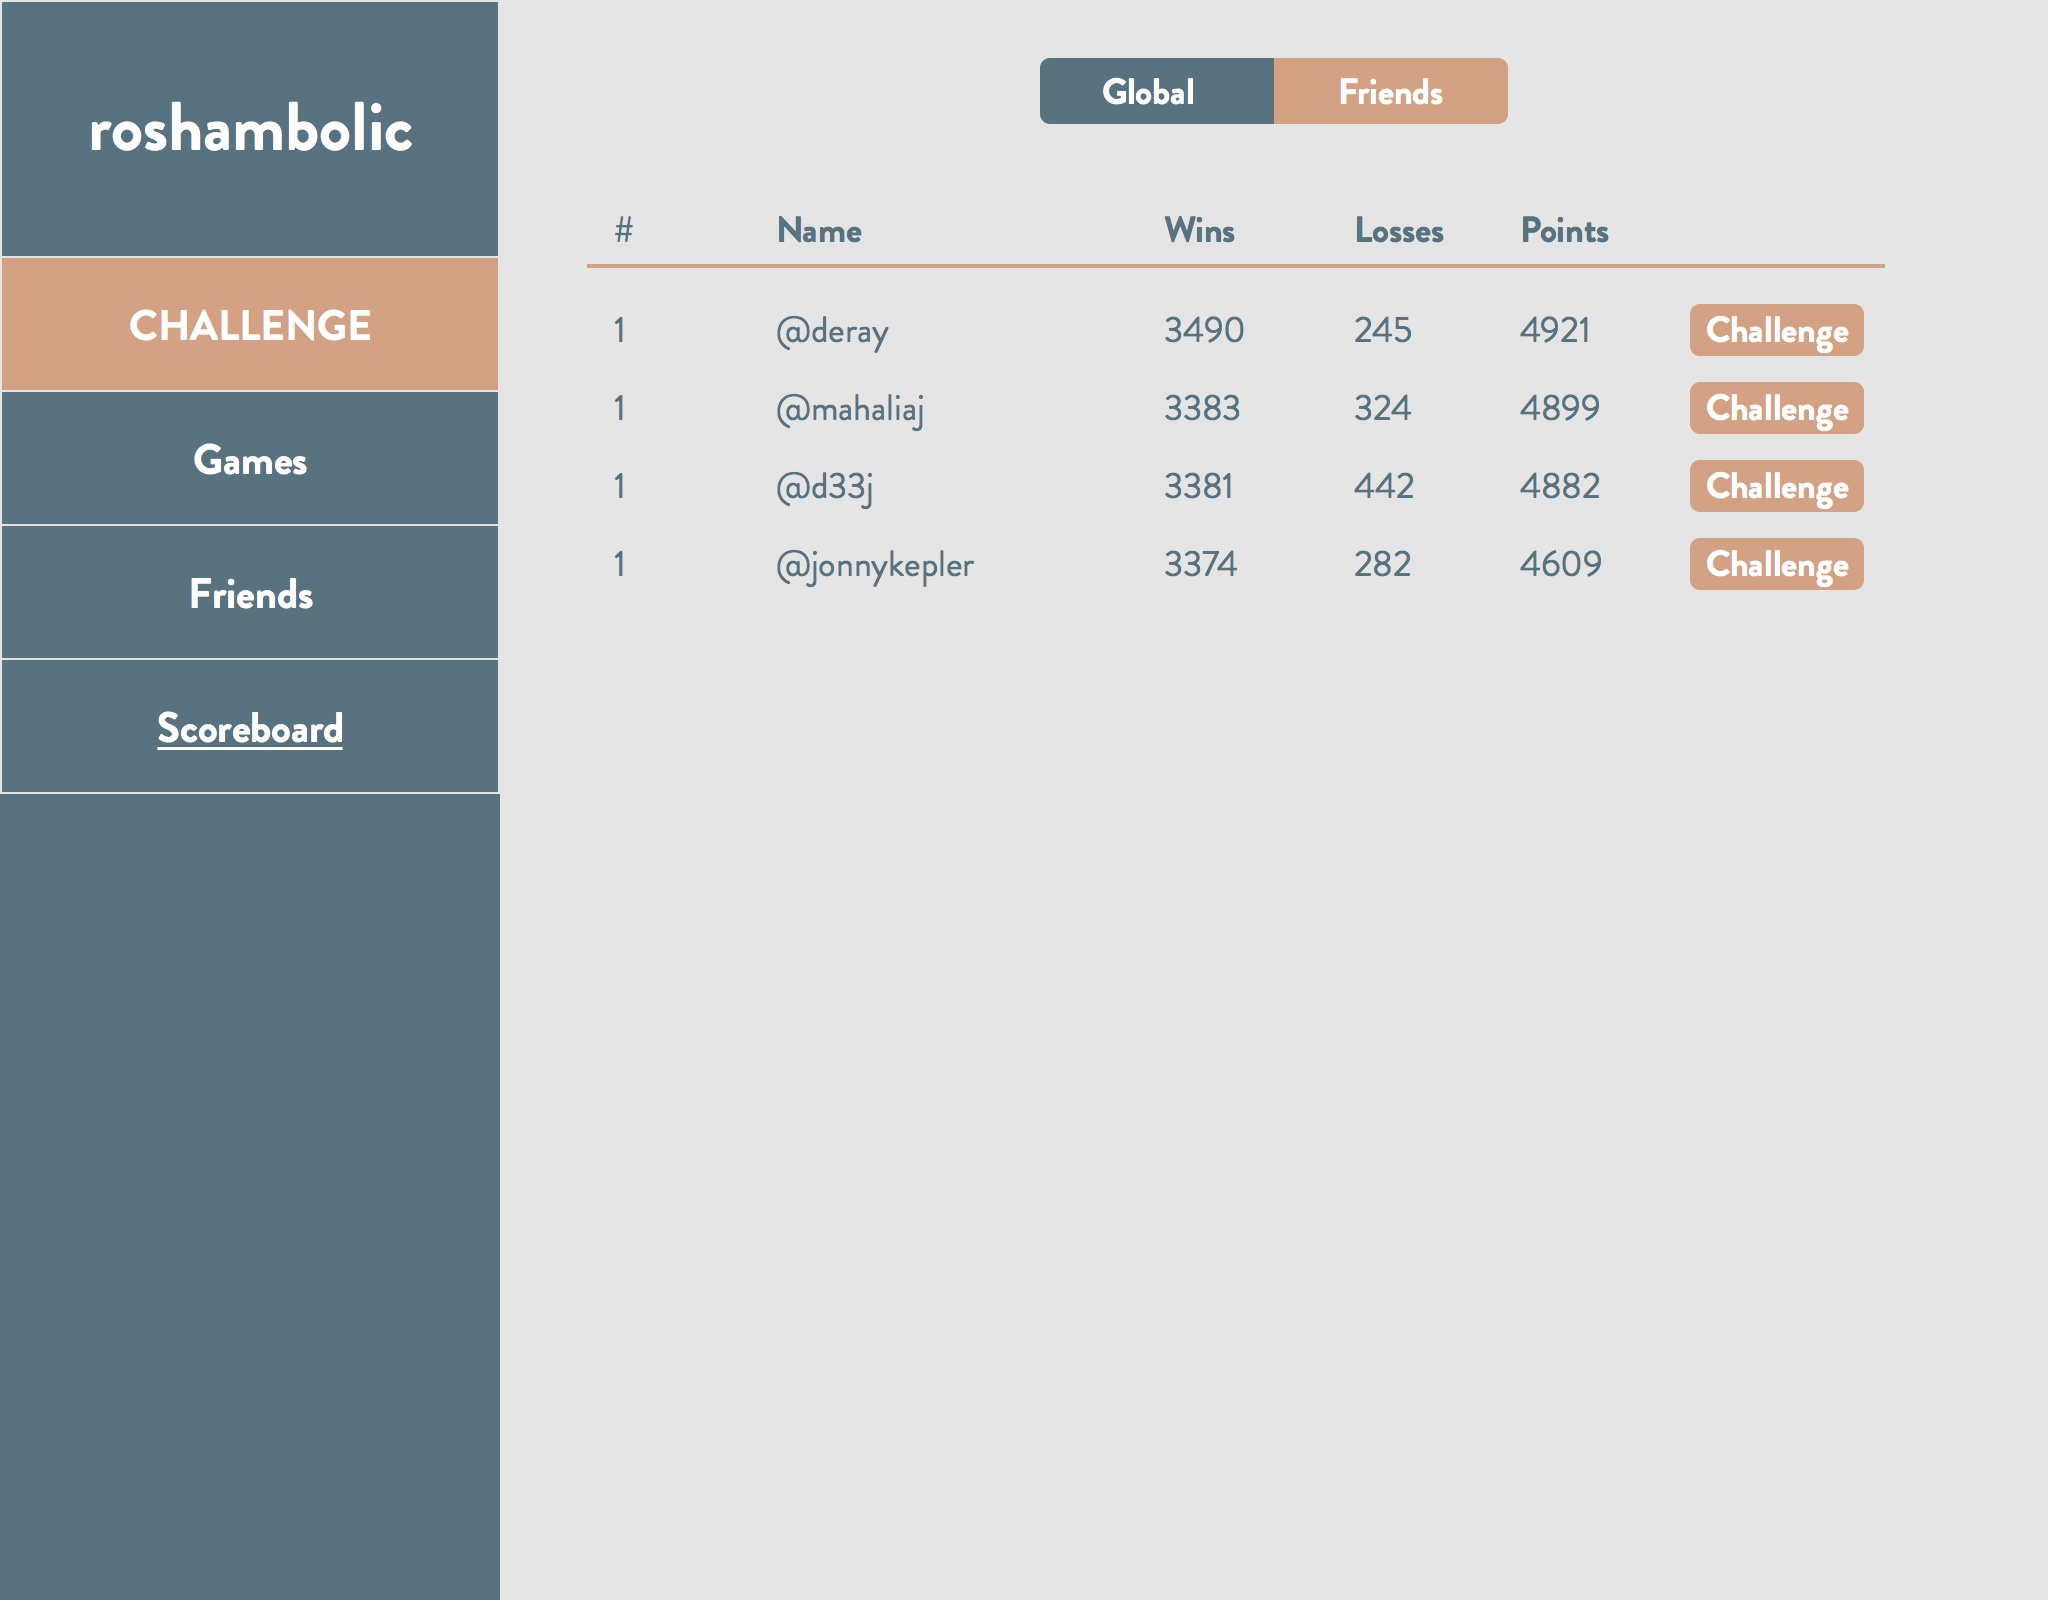 roshambolic
CHALLENGE
Games
Friends
Scoreboard
Global Friends
# Name Wins Losses Points
1 @deray 3490 245 4921 Challenge
1 @mahaliaj 3383 324 4899 Challenge
1 @d33j 3381 442 4882 Challenge
1 @jonnykepler 3374 282 4609 Challenge